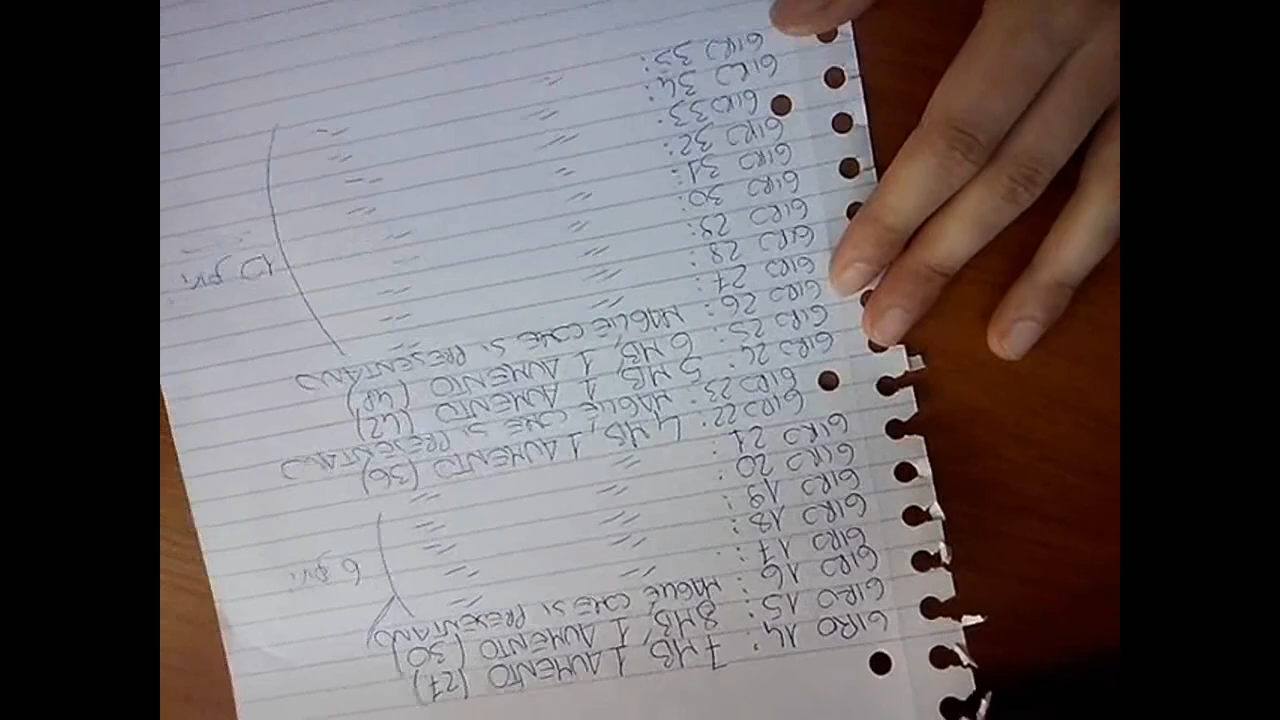 GIRO 14: 7 MB, 1 AUMENTO (27)
GIRO 15: 8 MB, 1 AUMENTO (30)
GIRO 16: MAGLIE COME SI PRESENTANO
GIRO 17: // //
GIRO 18: // // 6 giri
GIRO 19: // //
GIRO 20: // //
GIRO 21: // //
GIRO 22: 4 MB, 1 AUMENTO (36)
GIRO 23: MAGLIE COME SI PRESENTANO
GIRO 24: 5 MB, 1 AUMENTO (42)
GIRO 25: 6 MB, 1 AUMENTO (48)
GIRO 26: MAGLIE COME SI PRESENTANO
GIRO 27: // //
GIRO 28: // //
GIRO 29: // //
GIRO 30: // // giri
GIRO 31: // //
GIRO 32: // //
GIRO 33: // //
GIRO 34: // //
GIRO 35: